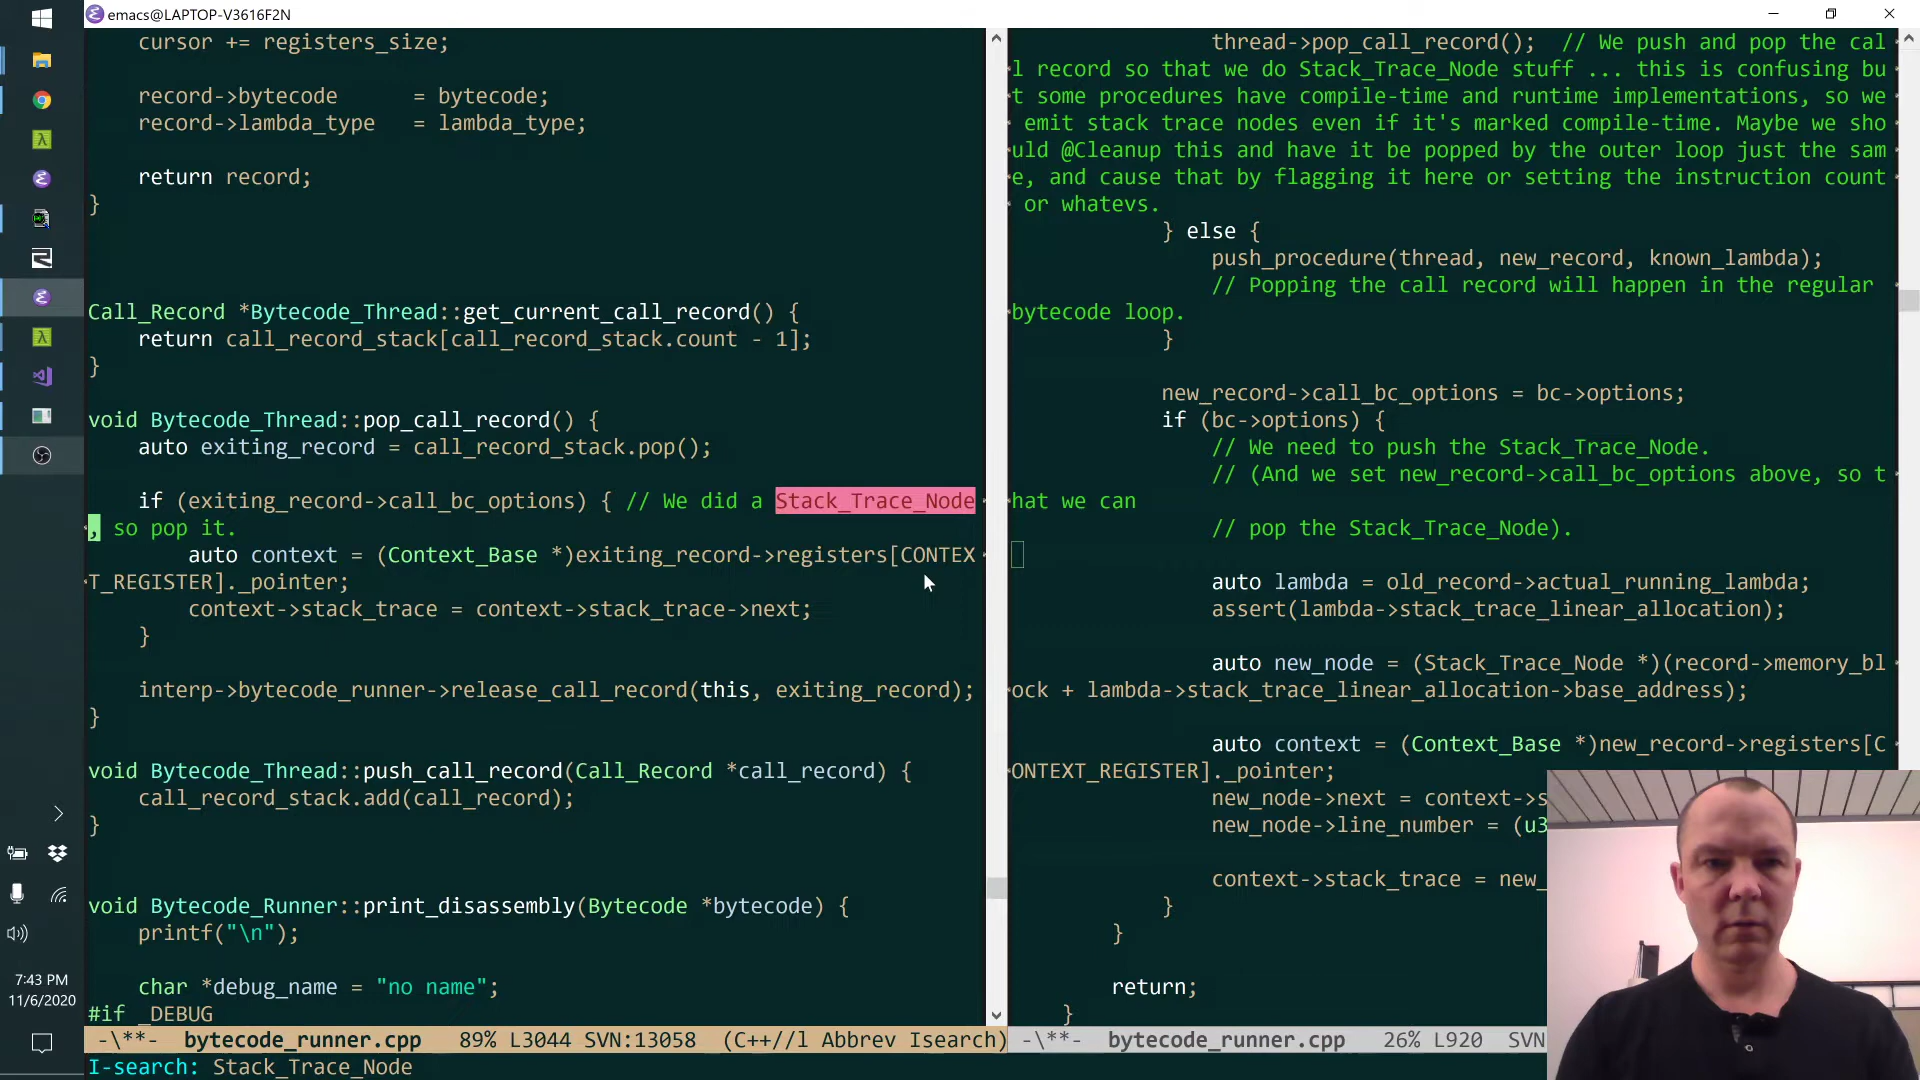 emacs@LAPTOP-V3616F2N
cursor += registers_size;
record->bytecode      = bytecode;
record->lambda_type   = lambda_type;
return record;
}
Call_Record *Bytecode_Thread::get_current_call_record() {
return call_record_stack[call_record_stack.count - 1];
}
void Bytecode_Thread::pop_call_record() {
auto exiting_record = call_record_stack.pop();
if (exiting_record->call_bc_options) { // We did a Stack_Trace_Node
, so pop it.
auto context = (Context_Base *)exiting_record->registers[CONTEX
T_REGISTER]._pointer;
context->stack_trace = context->stack_trace->next;
}
interp->bytecode_runner->release_call_record(this, exiting_record);
}
void Bytecode_Thread::push_call_record(Call_Record *call_record) {
call_record_stack.add(call_record);
}
void Bytecode_Runner::print_disassembly(Bytecode *bytecode) {
printf("\n");
char *debug_name = "no name";
#if _DEBUG
-\**-  bytecode_runner.cpp   89% L3044 SVN:13058  (C++//l Abbrev Isearch)
I-search: Stack_Trace_Node
thread->pop_call_record();  // We push and pop the cal
l record so that we do Stack_Trace_Node stuff ... this is confusing bu
t some procedures have compile-time and runtime implementations, so we
emit stack trace nodes even if it's marked compile-time. Maybe we sho
uld @Cleanup this and have it be popped by the outer loop just the sam
e, and cause that by flagging it here or setting the instruction count
or whatevs.
} else {
push_procedure(thread, new_record, known_lambda);
// Popping the call record will happen in the regular
bytecode loop.
}
new_record->call_bc_options = bc->options;
if (bc->options) {
// We need to push the Stack_Trace_Node.
// (And we set new_record->call_bc_options above, so t
hat we can
// pop the Stack_Trace_Node).
auto lambda = old_record->actual_running_lambda;
assert(lambda->stack_trace_linear_allocation);
auto new_node = (Stack_Trace_Node *)(record->memory_bl
ock + lambda->stack_trace_linear_allocation->base_address);
auto context = (Context_Base *)new_record->registers[C
ONTEXT_REGISTER]._pointer;
new_node->next = context->s
new_node->line_number = (u3
context->stack_trace = new_
}
}
return;
}
-\**-  bytecode_runner.cpp   26% L920  SVN
7:43 PM
11/6/2020